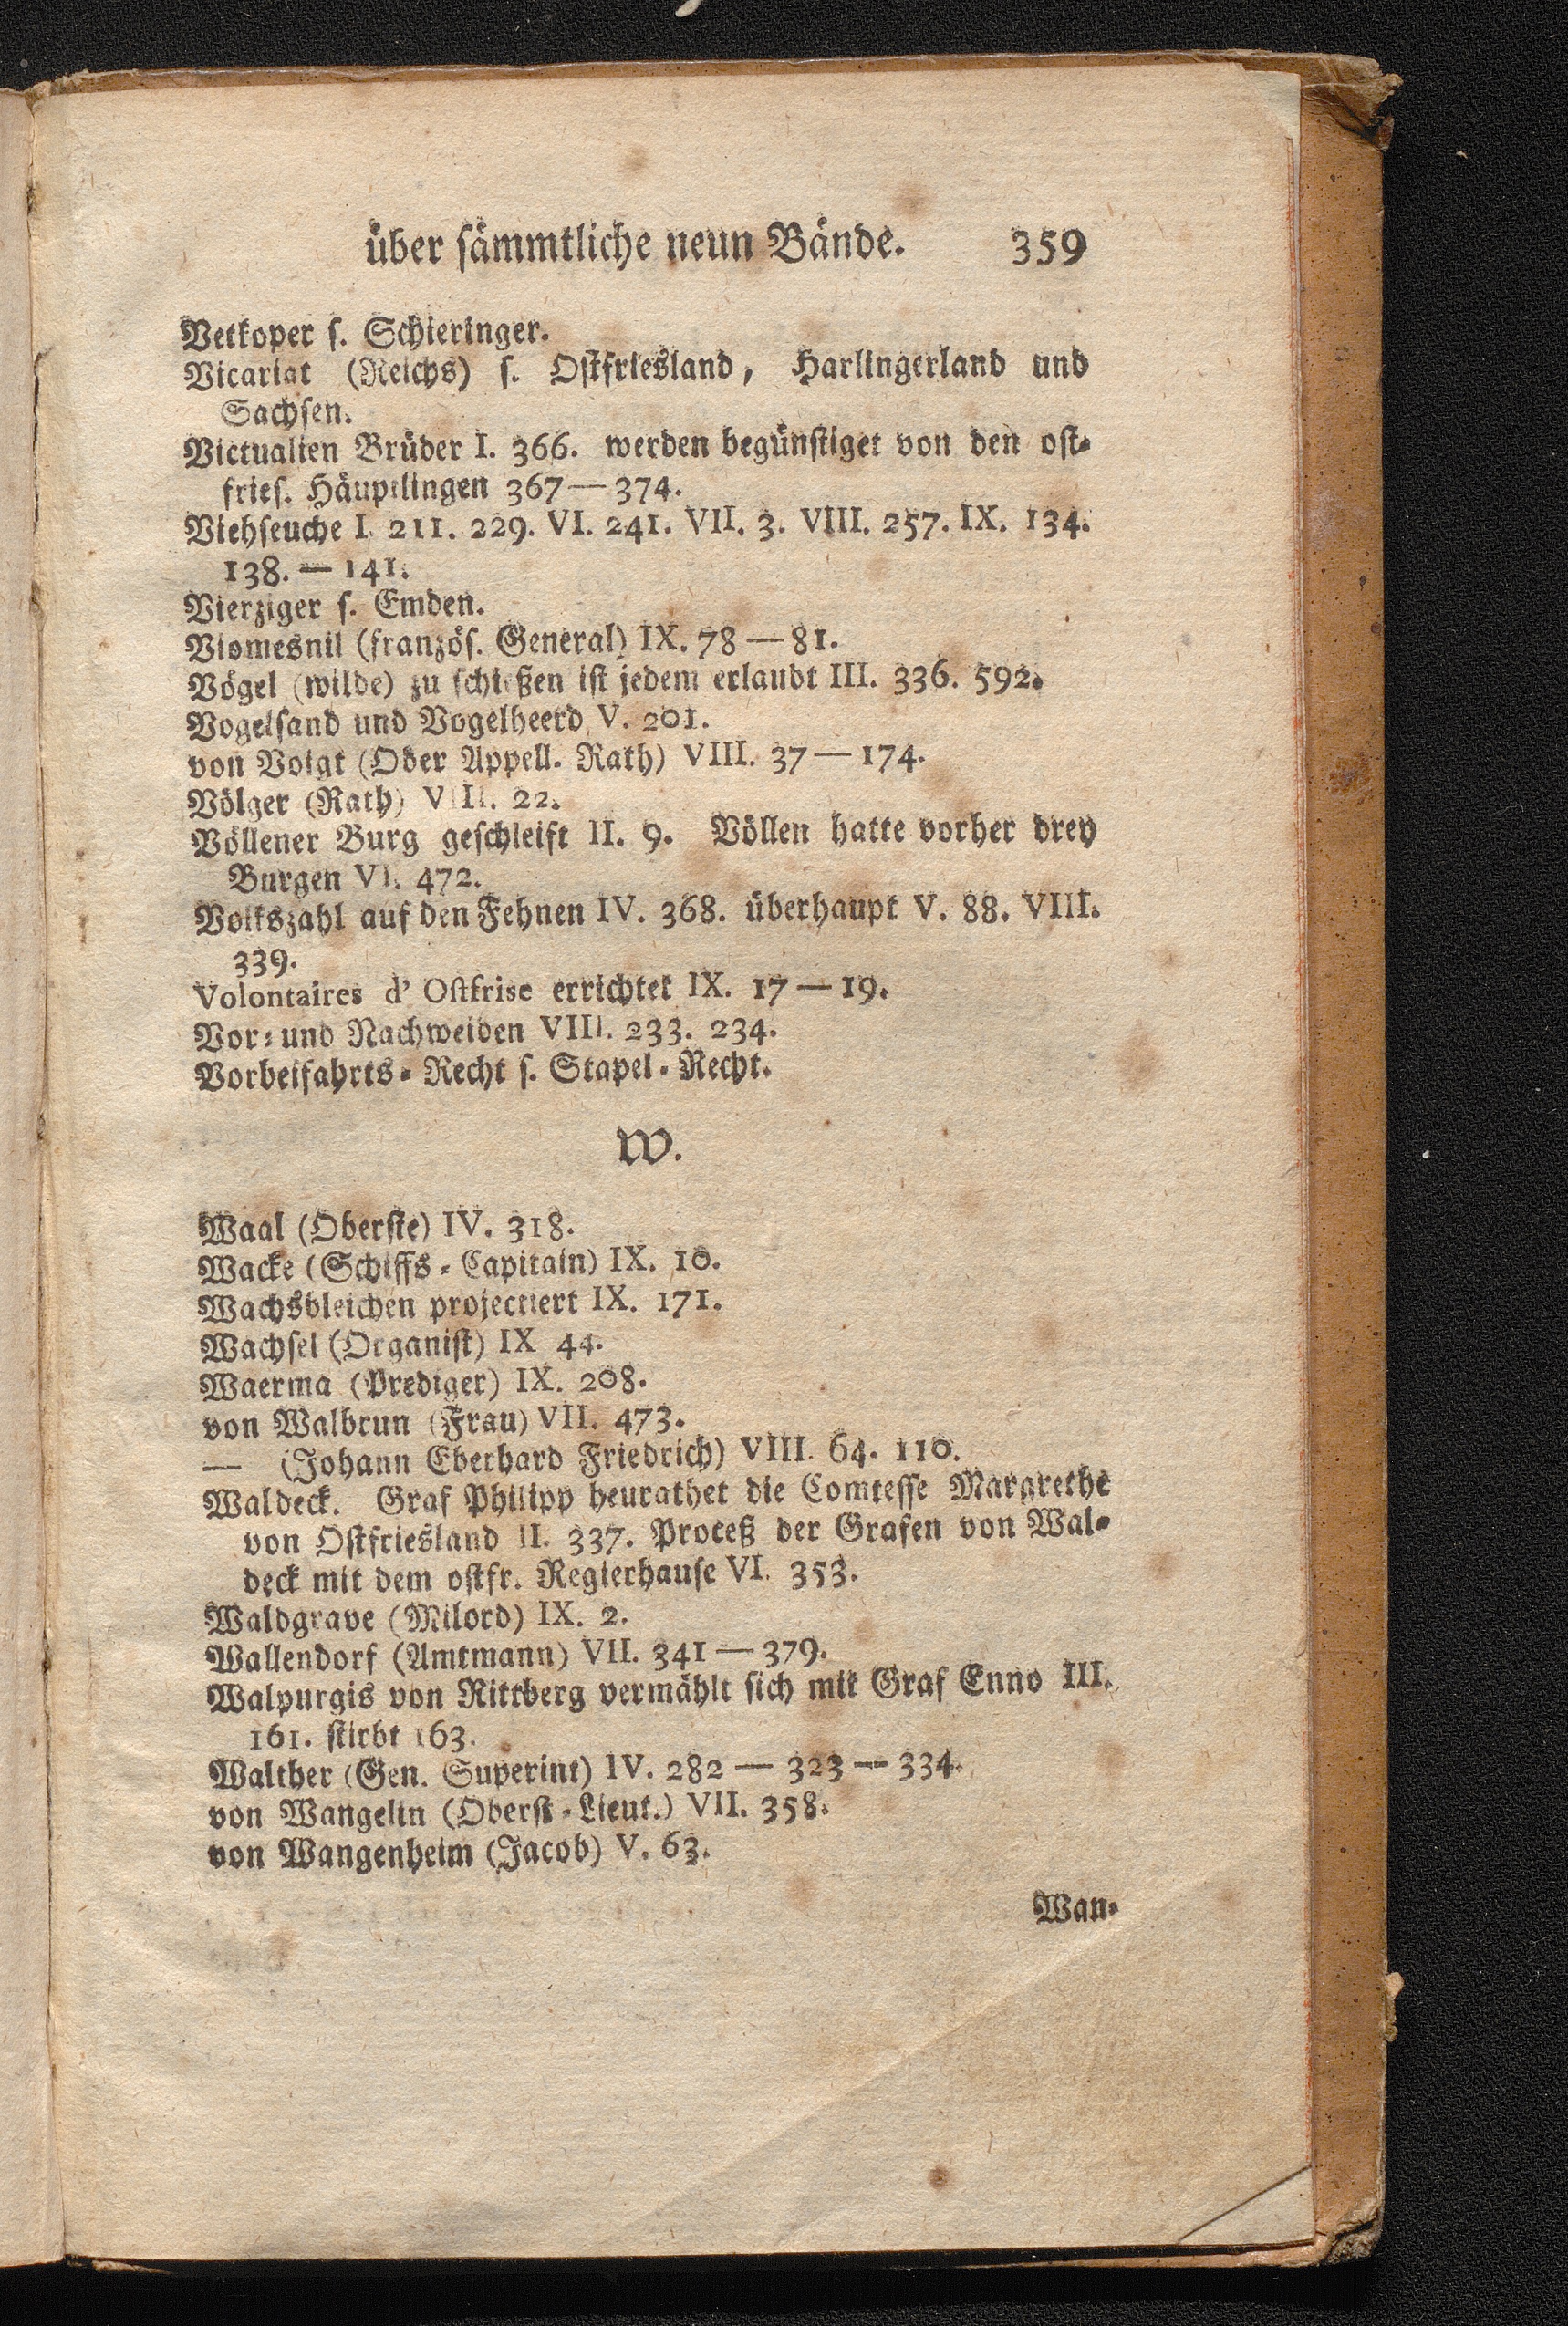 über sämmtliche neun Bände. 359
Vetkoper s. Schieringer.
Vicariat (Reichs) s. Ostfriesland, Harlingerland und
Sachsen.
Victualien Brüder I. 366. werden begünstiget von den ost-
fries. Häuptlingen 367—374.
Viehseuche I. 211. 229. VI. 241. VII. 3. VIII. 257. IX. 134.
138. — 141.
Vierziger s. Emden.
Viomesnil (französ. General) IX. 78 — 81.
Vögel (wilde) zu schießen ist jedem erlaubt III. 336. 592.
Vogelsand und Vogelheerd V. 201.
von Voigt (Ober Appell. Rath) VIII. 37 — 174.
Völger (Rath) VIII. 22.
Völlener Burg geschleift II. 9. Völlen hatte vorher drey
Burgen VI. 472.
Volkszahl auf den Fehnen IV. 368. überhaupt V. 88. VIII.
339.
Volontaires d' Ostfrise errichtet IX. 17 — 19.
Vor- und Nachweiden VIII. 233. 234.
Vorbeifahrts-Recht s. Stapel-Recht.
W.
Waal (Oberste) IV. 318.
Wacke (Schiffs-Capitain) IX. 10.
Wachsbleichen projectiert IX. 171.
Wachsel (Organist) IX 44.
Waerma (Prediger) IX. 208.
von Walbrun (Frau) VII. 473.
— (Johann Eberhard Friedrich) VIII. 64. 110.
Waldeck. Graf Philipp heurathet die Comtesse Margrethe
von Ostfriesland II. 337. Proceß der Grafen von Wal-
deck mit dem ostfr. Regierhause VI. 353.
Waldgrave (Milord) IX. 2.
Wallendorf (Amtmann) VII. 341 — 379.
Walpurgis von Rittberg vermählt sich mit Graf Enno III.
161. stirbt 163.
Walther (Gen. Superint) IV. 282 — 323 — 334.
von Wangelin (Oberst-Lieut.) VII. 358.
von Wangenheim (Jacob) V. 63.
Wan-